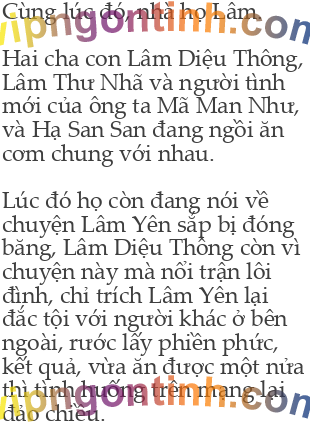 Cùng lúc đó, nhà họ Lâm.
vipngontinh.com
Hai cha con Lâm Diệu Thông,
Lâm Thư Nhã và người tình
mới của ông ta Mã Man Như,
và Hạ San San đang ngồi ăn
cơm chung với nhau.
Lúc đó họ còn đang nói về
chuyện Lâm Yên sắp bị đóng
băng, Lâm Diệu Thông còn vì
chuyện này mà nổi trận lôi
đình, chỉ trích Lâm Yên lại
đắc tội với người khác ở bên
ngoài, rước lấy phiền phức,
kết quả, vừa ăn được một nửa
thì tình huống trên mạng lại
vipngontinh.com
đảo chiều.